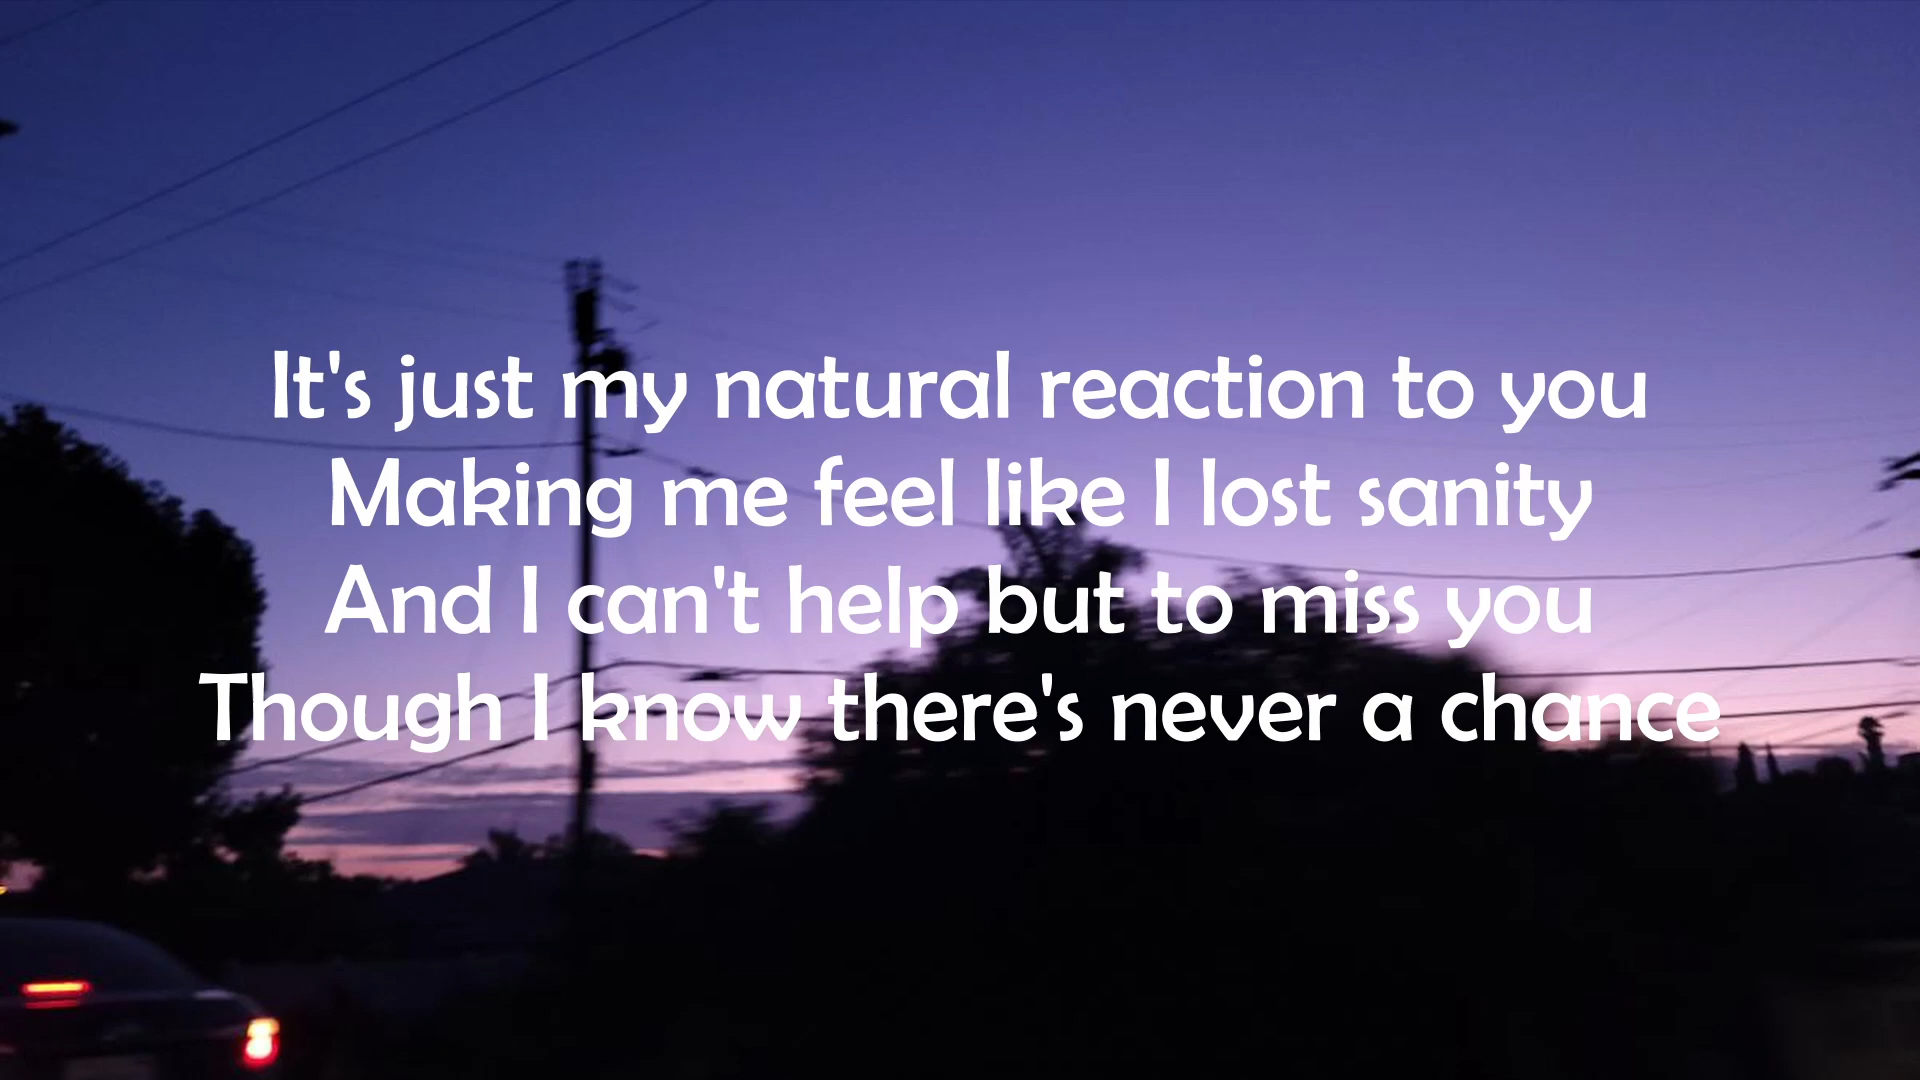 It's just my natural reaction to you
Making me feel like I lost sanity
And I can't help but to miss you
Though I know there's never a chance